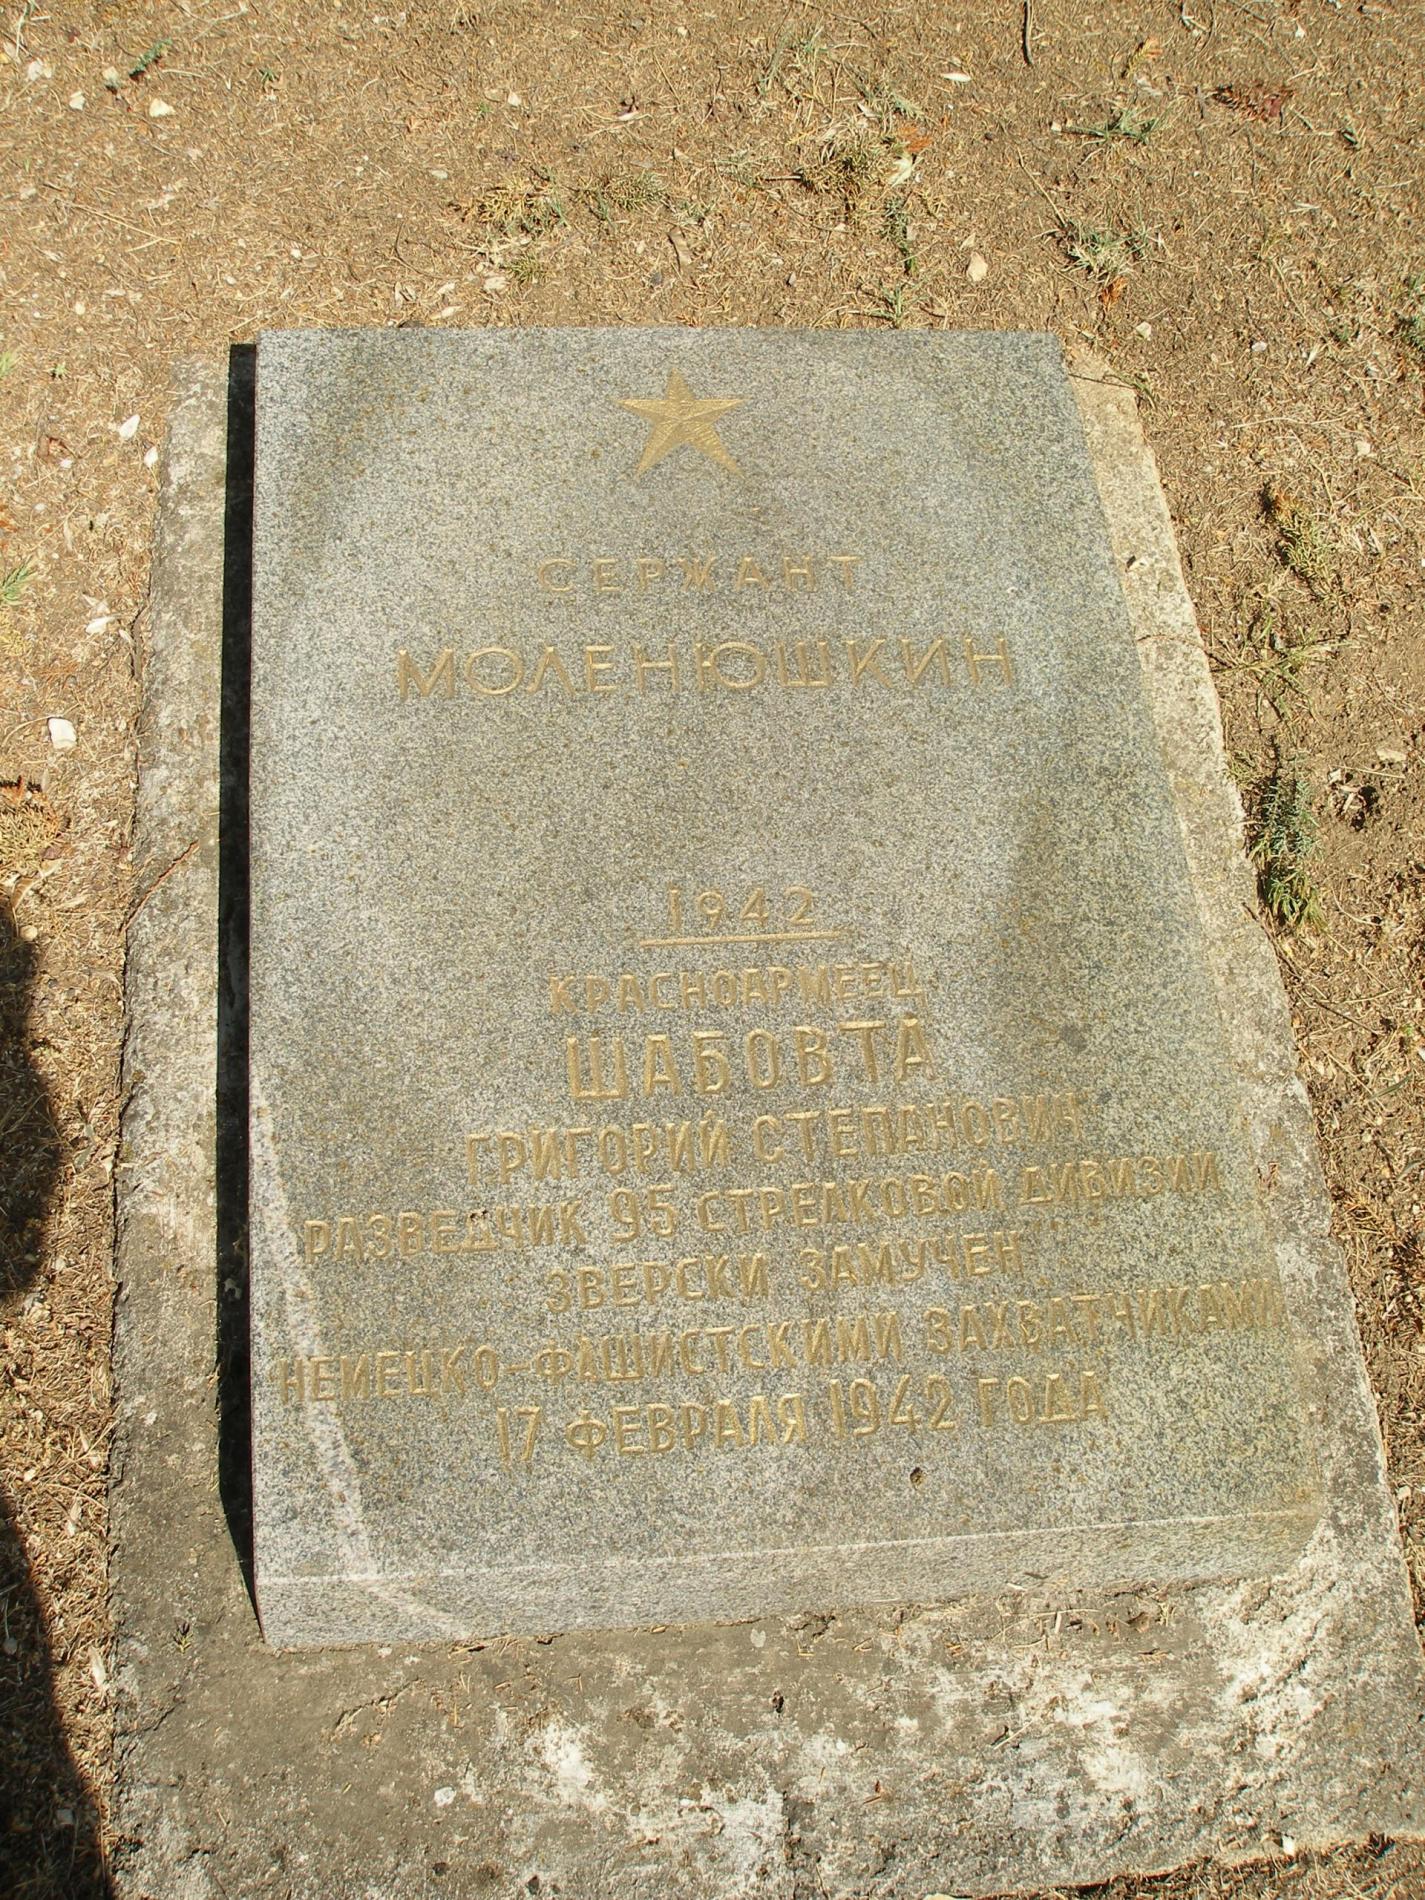 СЕРЖАНТ
МОЛЕНЮШКИН
1942
КРАСНОАРМЕЕЦ
ШАБОВТА
ГРИГОРИЙ СТЕПАНОВИЧ
РАЗВЕДЧИК 95 СТРЕЛКОВОЙ ДИВИЗИИ
ЗВЕРСКИ ЗАМУЧЕН
НЕМЕЦКО-ФАШИСТСКИМИ ЗАХВАТЧИКАМИ
17 ФЕВРАЛЯ 1942 ГОДА